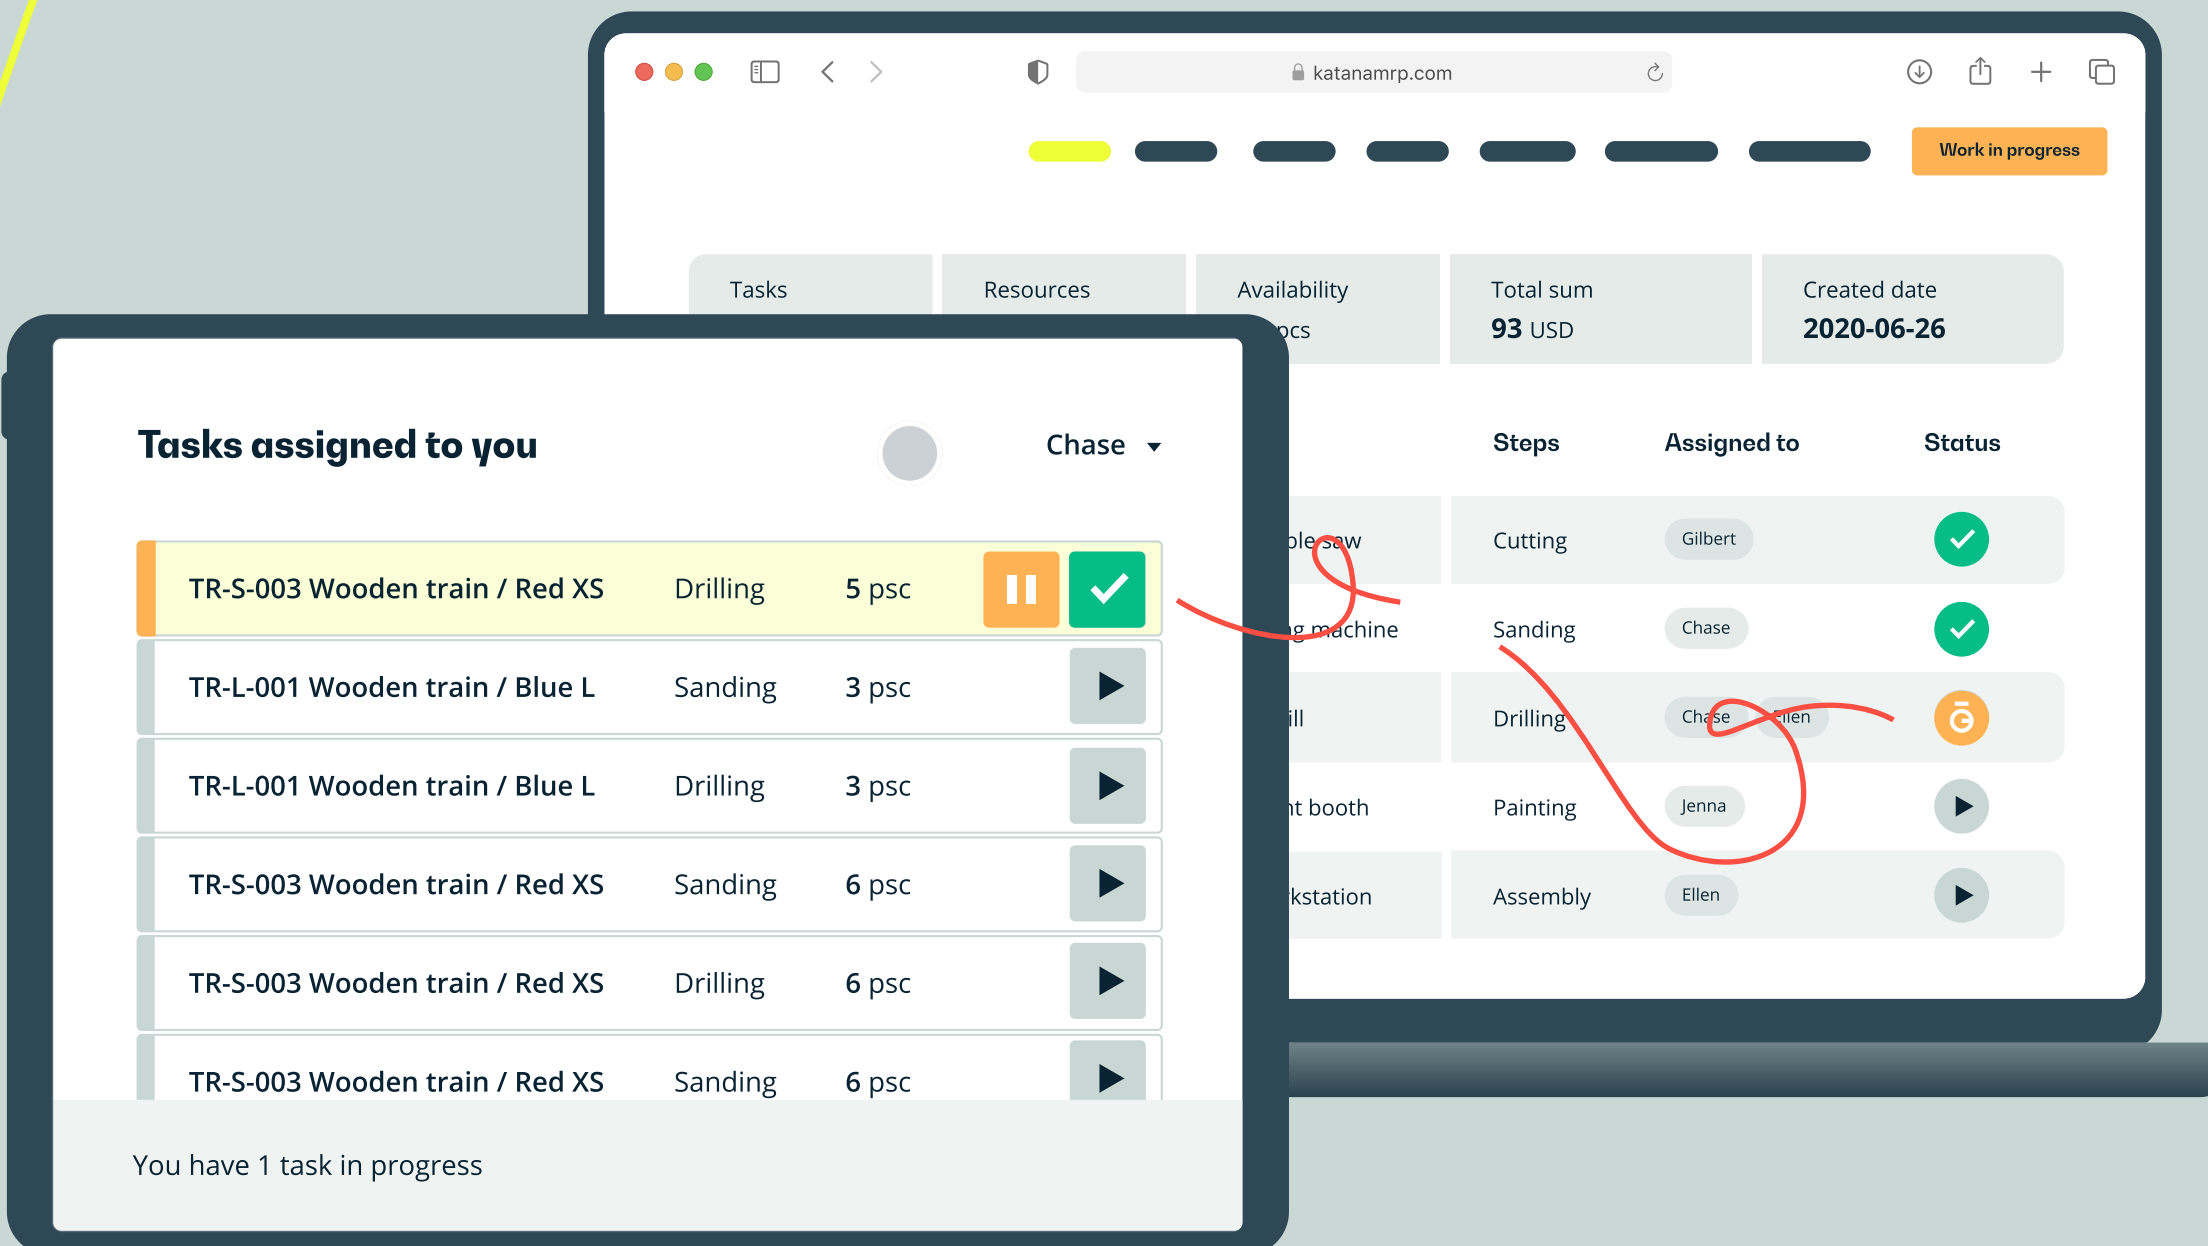 katanamrp.com
Work in progress
Tasks Resources Availability Total sum Created date
pcs 93 USD 2020-06-26
Steps Assigned to Status
saw Cutting Gilbert
machine Sanding Chase
Drilling Chase Ellen
booth Painting Jenna
Assembly Ellen
Tasks assigned to you Chase
TR-S-003 Wooden train / Red XS Drilling 5 psc
TR-L-001 Wooden train / Blue L Sanding 3 psc
TR-L-001 Wooden train / Blue L Drilling 3 psc
TR-S-003 Wooden train / Red XS Sanding 6 psc
TR-S-003 Wooden train / Red XS Drilling 6 psc
TR-S-003 Wooden train / Red XS Sanding 6 psc
You have 1 task in progress